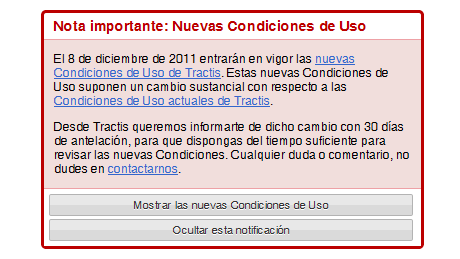 Nota importante: Nuevas Condiciones de Uso
El 8 de diciembre de 2011 entrarán en vigor las nuevas
Condiciones de Uso de Tractis. Estas nuevas Condiciones de
Uso suponen un cambio sustancial con respecto a las
Condiciones de Uso actuales de Tractis.
Desde Tractis queremos informarte de dicho cambio con 30 días
de antelación, para que dispongas del tiempo suficiente para
revisar las nuevas Condiciones. Cualquier duda o comentario, no
dudes en contactarnos.
Mostrar las nuevas Condiciones de Uso
Ocultar esta notificación